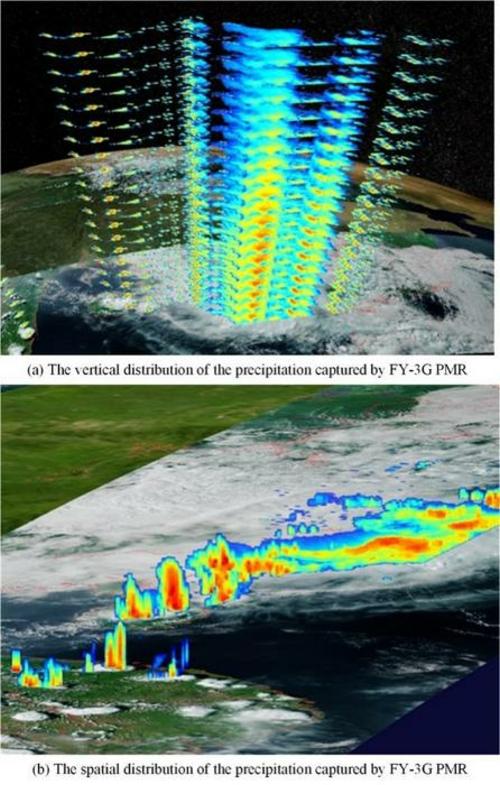 (a) The vertical distribution of the precipitation captured by FY-3G PMR
(b) The spatial distribution of the precipitation captured by FY-3G PMR